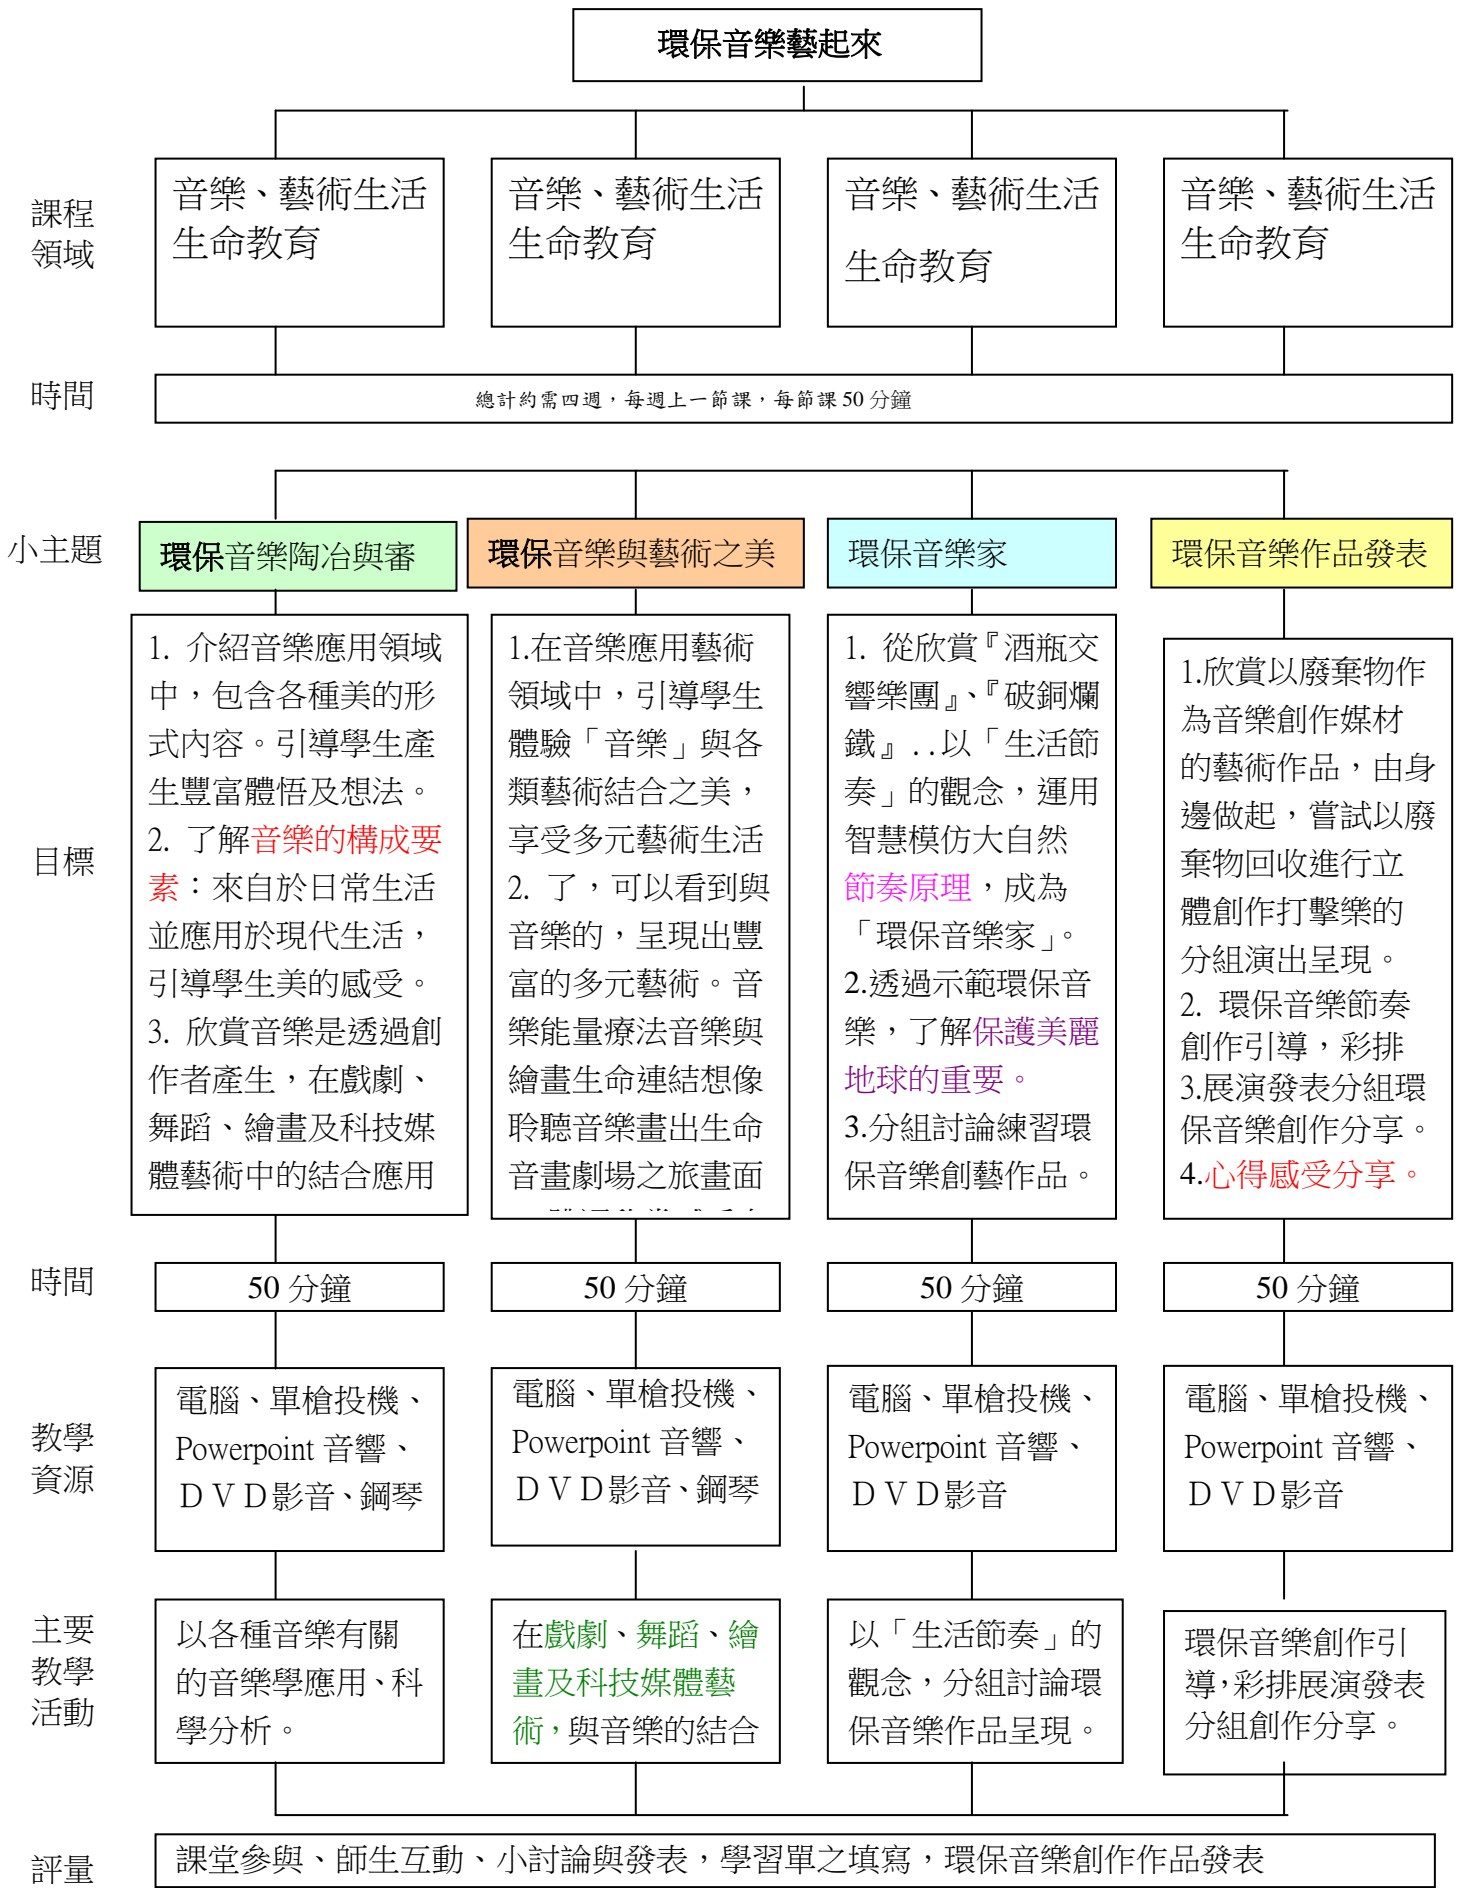 環保音樂藝起來
課程
領域
音樂、藝術生活
生命教育
音樂、藝術生活
生命教育
音樂、藝術生活
生命教育
音樂、藝術生活
生命教育
時間
總計約需四週，每週上一節課，每節課 50 分鐘
小主題
環保音樂陶冶與審
環保音樂與藝術之美
環保音樂家
環保音樂作品發表
目標
1. 介紹音樂應用領域
中，包含各種美的形
式內容。引導學生產
生豐富體悟及想法。
2. 了解音樂的構成要
素：來自於日常生活
並應用於現代生活，
引導學生美的感受。
3. 欣賞音樂是透過創
作者產生，在戲劇、
舞蹈、繪畫及科技媒
體藝術中的結合應用
1.在音樂應用藝術
領域中，引導學生
體驗「音樂」與各
類藝術結合之美，
享受多元藝術生活
2. 了，可以看到與
音樂的，呈現出豐
富的多元藝術。音
樂能量療法音樂與
繪畫生命連結想像
聆聽音樂畫出生命
音畫劇場之旅畫面
1. 從欣賞『酒瓶交
響樂團』、『破銅爛
鐵』..以「生活節
奏」的觀念，運用
智慧模仿大自然
節奏原理，成為
「環保音樂家」。
2.透過示範環保音
樂，了解保護美麗
地球的重要。
3.分組討論練習環
保音樂創藝作品。
1.欣賞以廢棄物作
為音樂創作媒材
的藝術作品，由身
邊做起，嘗試以廢
棄物回收進行立
體創作打擊樂的
分組演出呈現。
2. 環保音樂節奏
創作引導，彩排
3.展演發表分組環
保音樂創作分享。
4.心得感受分享。
時間
50 分鐘
50 分鐘
50 分鐘
50 分鐘
教學
資源
電腦、單槍投機、
Powerpoint 音響、
ＤＶＤ影音、鋼琴
電腦、單槍投機、
Powerpoint 音響、
ＤＶＤ影音、鋼琴
電腦、單槍投機、
Powerpoint 音響、
ＤＶＤ影音
電腦、單槍投機、
Powerpoint 音響、
ＤＶＤ影音
主要
教學
活動
以各種音樂有關
的音樂學應用、科
學分析。
在戲劇、舞蹈、繪
畫及科技媒體藝
術，與音樂的結合
以「生活節奏」的
觀念，分組討論環
保音樂作品呈現。
環保音樂創作引
導，彩排展演發表
分組創作分享。
評量
課堂參與、師生互動、小討論與發表，學習單之填寫，環保音樂創作作品發表